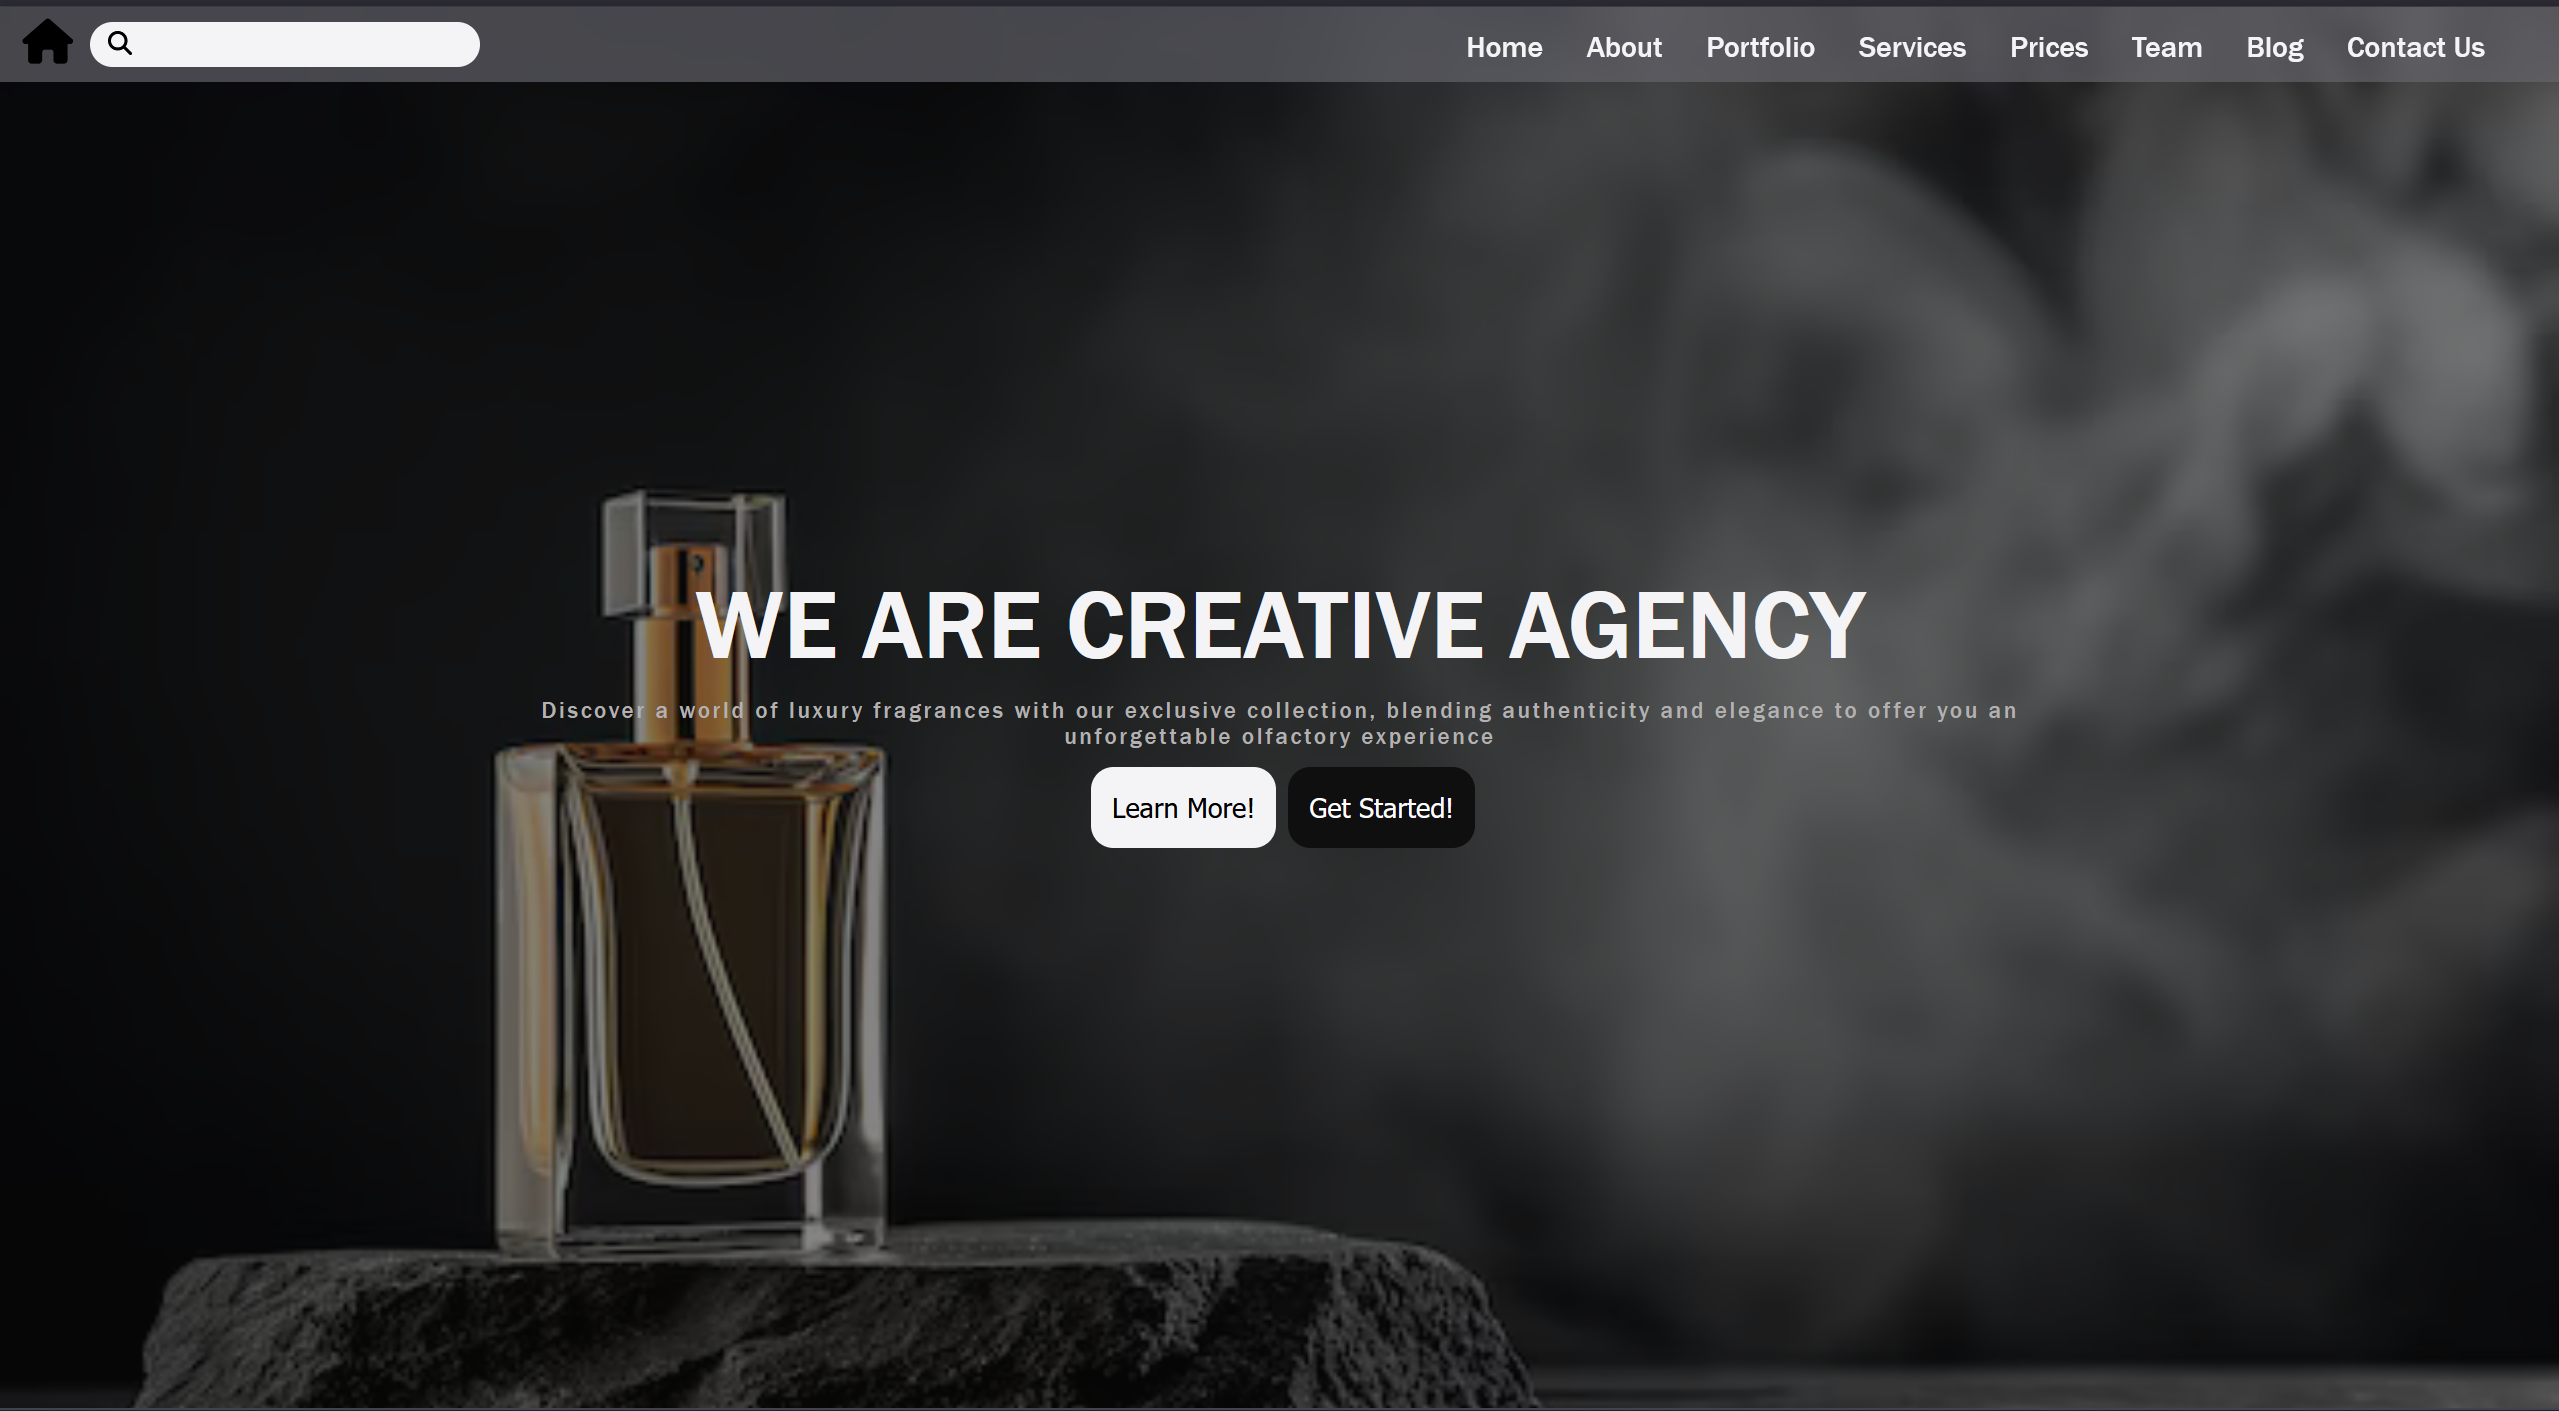 Home About Portfolio Services Prices Team Blog Contact Us
WE ARE CREATIVE AGENCY
Discover a world of luxury fragrances with our exclusive collection, blending authenticity and elegance to offer you an
unforgettable olfactory experience
Learn More! Get Started!